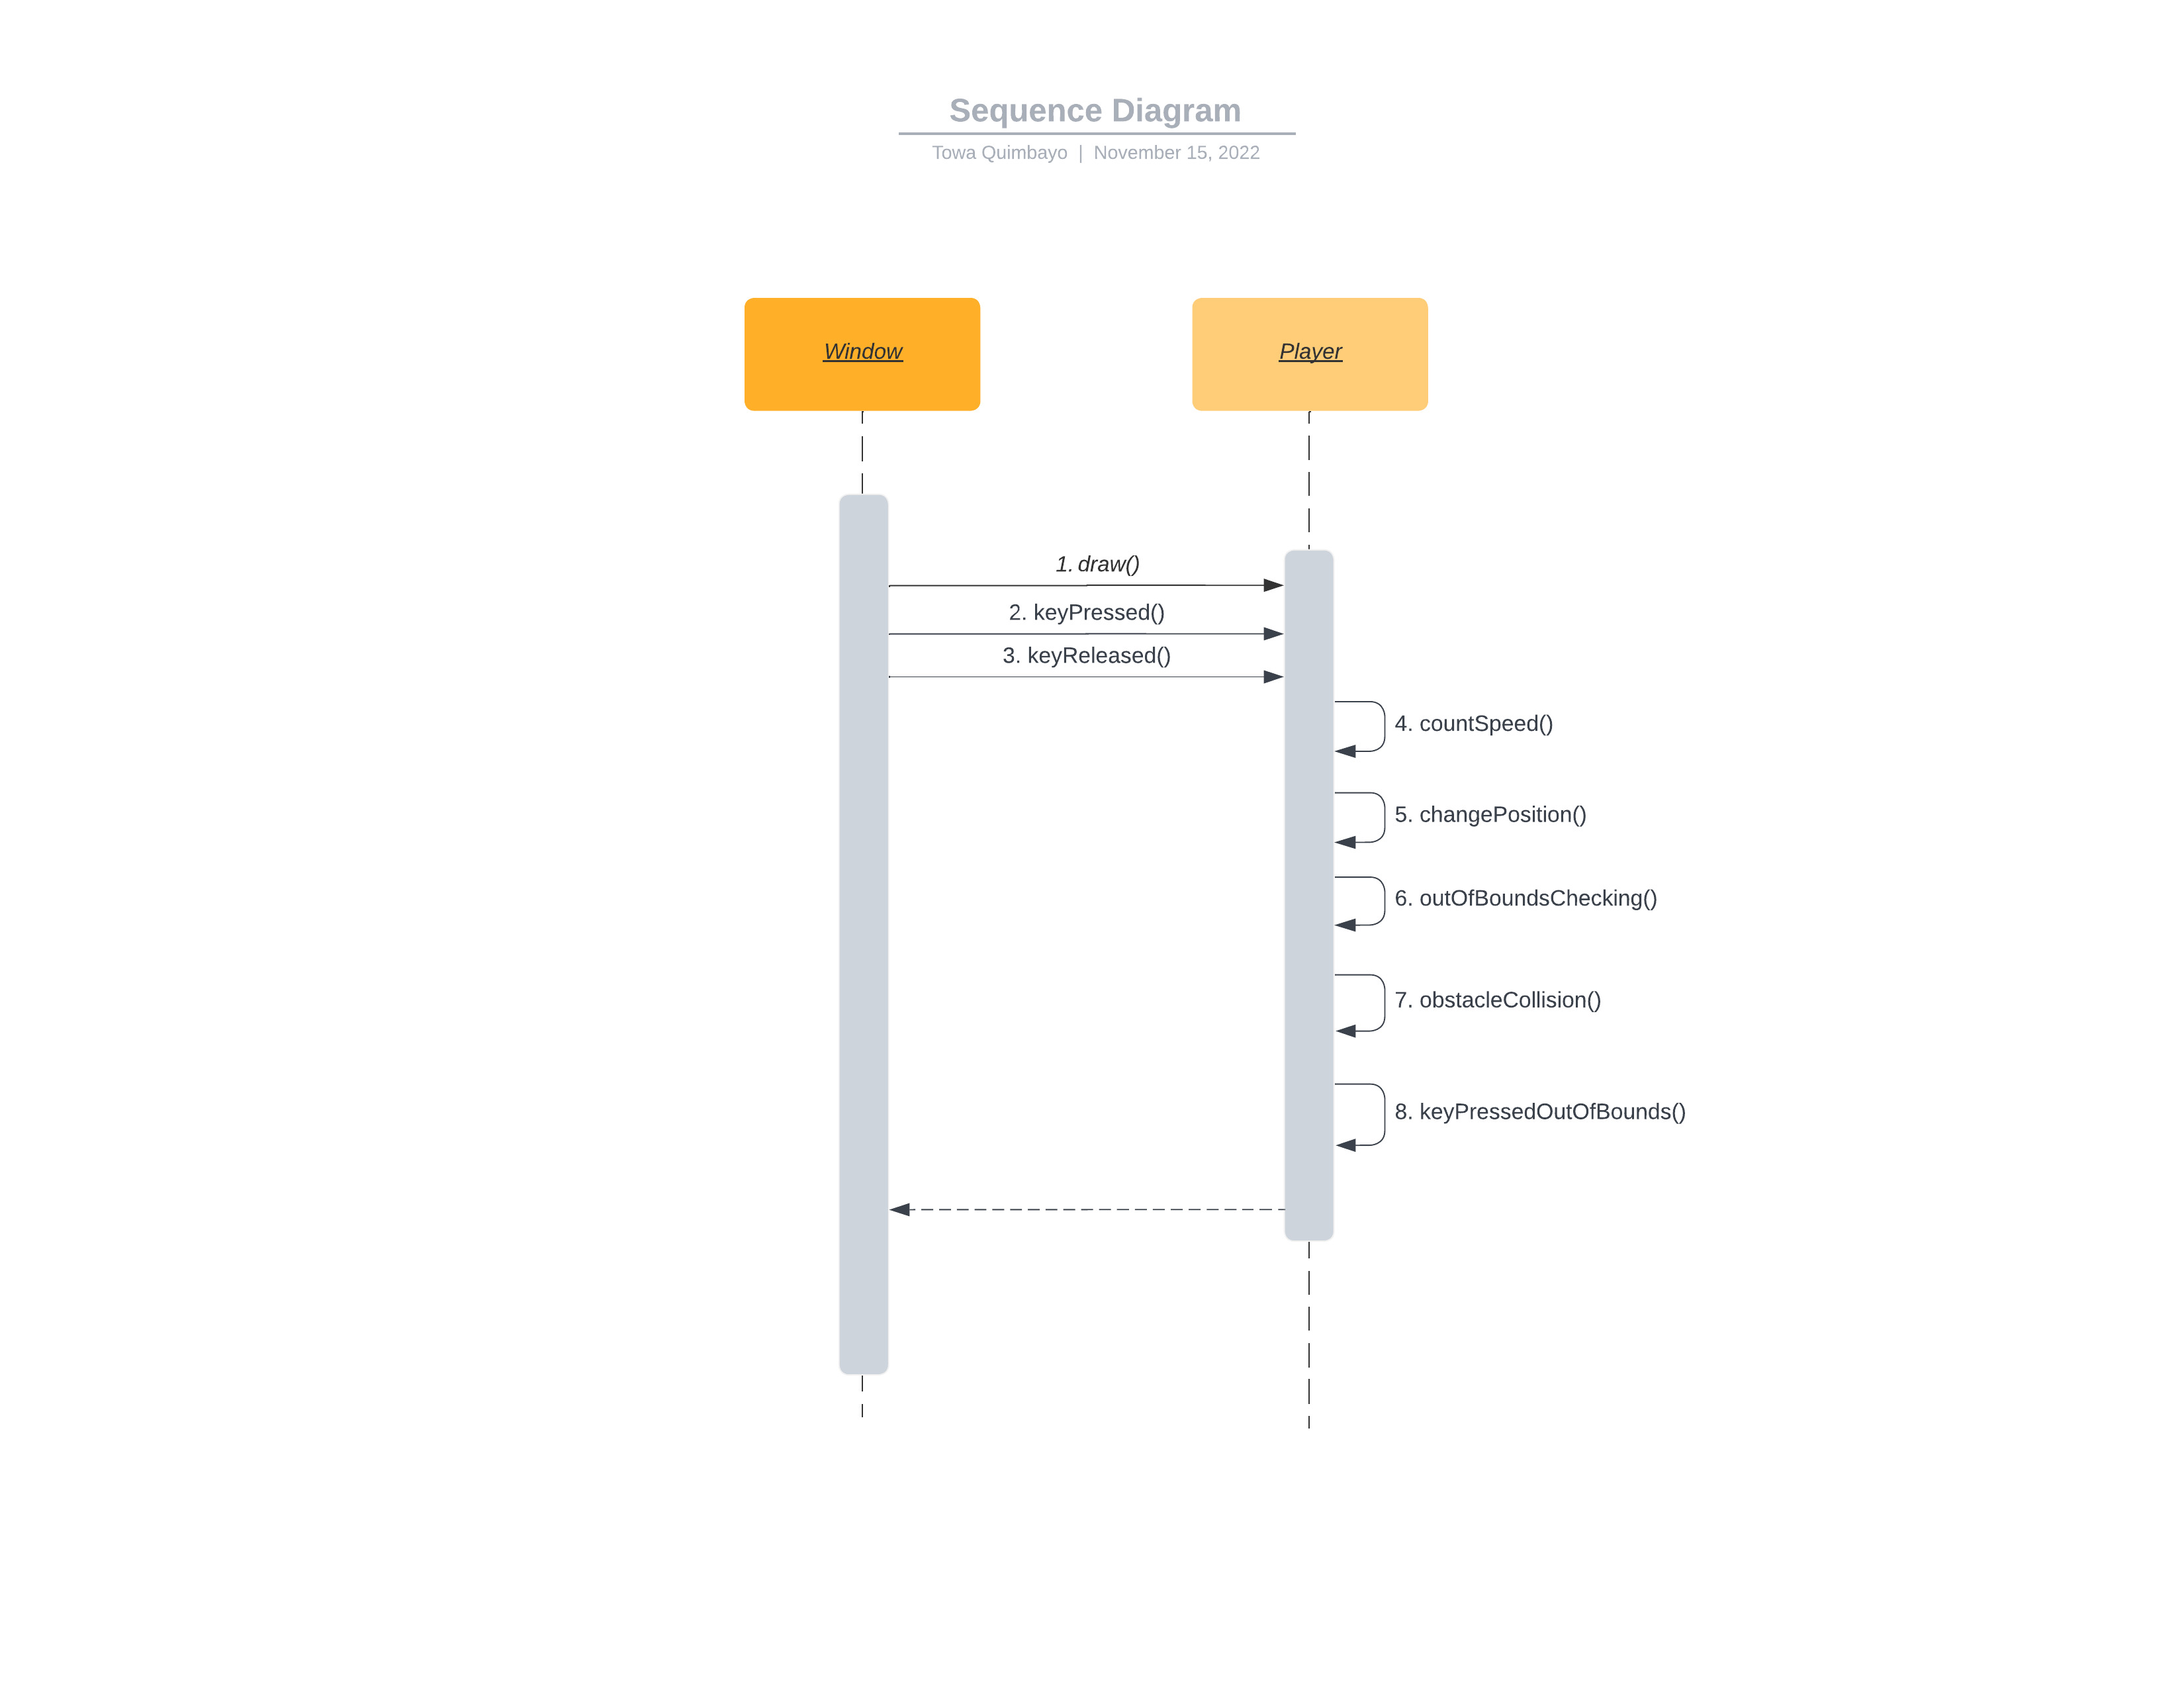 Sequence Diagram
Towa Quimbayo | November 15, 2022
Window
Player
1. draw()
2. keyPressed()
3. keyReleased()
4. countSpeed()
5. changePosition()
6. outOfBoundsChecking()
7. obstacleCollision()
8. keyPressedOutOfBounds()